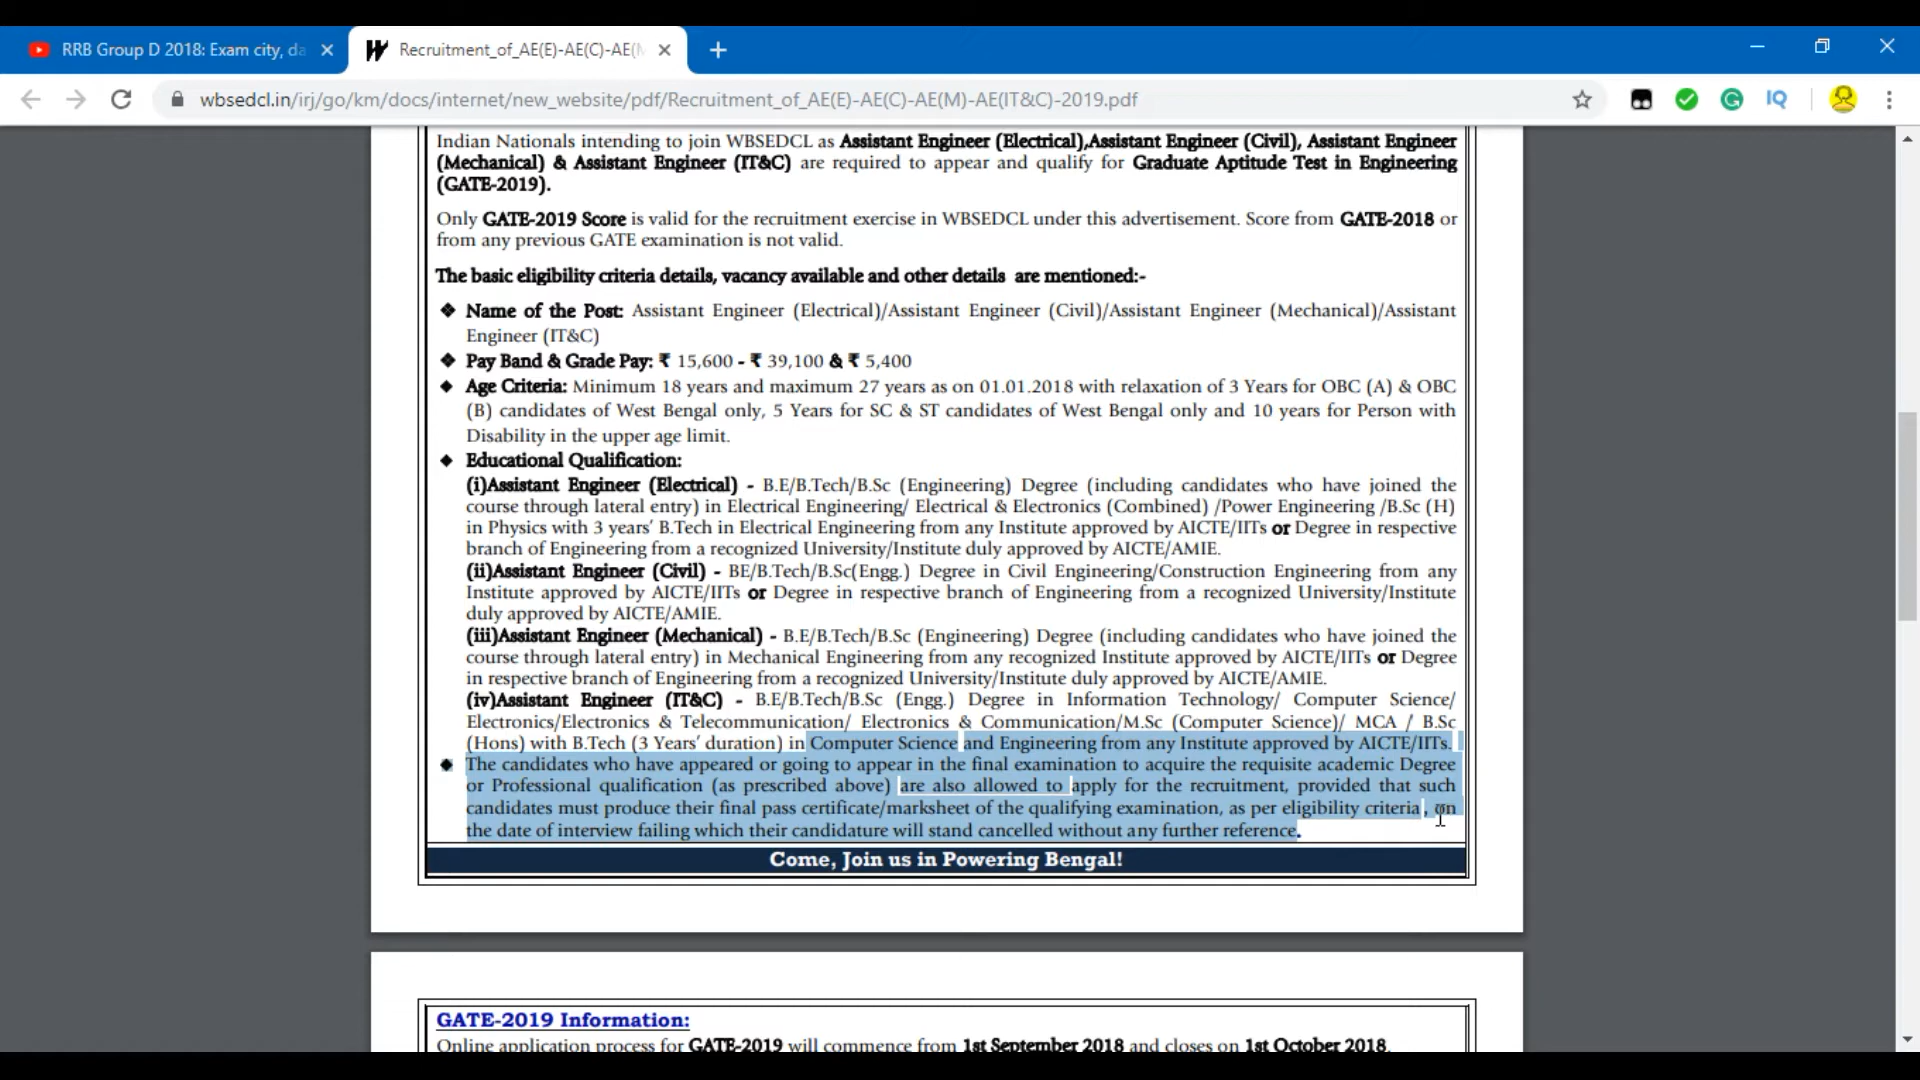 RRB Group D 2018: Exam city, da
Recruitment_of_AE(E)-AE(C)-AE(M
wbsedcl.in/irj/go/km/docs/internet/new_website/pdf/Recruitment_of_AE(E)-AE(C)-AE(M)-AE(IT&C)-2019.pdf
IQ
Indian Nationals intending to join WBSEDCL as Assistant Engineer (Electrical),Assistant Engineer (Civil), Assistant Engineer
(Mechanical) & Assistant Engineer (IT&C) are required to appear and qualify for Graduate Aptitude Test in Engineering
(GATE-2019).
Only GATE-2019 Score is valid for the recruitment exercise in WBSEDCL under this advertisement. Score from GATE-2018 or
from any previous GATE examination is not valid.
The basic eligibility criteria details, vacancy available and other details are mentioned:-
❖ Name of the Post: Assistant Engineer (Electrical)/Assistant Engineer (Civil)/Assistant Engineer (Mechanical)/Assistant
Engineer (IT&C)
❖ Pay Band & Grade Pay: ₹ 15,600 - ₹ 39,100 & ₹ 5,400
◆ Age Criteria: Minimum 18 years and maximum 27 years as on 01.01.2018 with relaxation of 3 Years for OBC (A) & OBC
(B) candidates of West Bengal only, 5 Years for SC & ST candidates of West Bengal only and 10 years for Person with
Disability in the upper age limit.
◆ Educational Qualification:
(i)Assistant Engineer (Electrical) - B.E/B.Tech/B.Sc (Engineering) Degree (including candidates who have joined the
course through lateral entry) in Electrical Engineering/ Electrical & Electronics (Combined) /Power Engineering /B.Sc (H)
in Physics with 3 years' B.Tech in Electrical Engineering from any Institute approved by AICTE/IITs or Degree in respective
branch of Engineering from a recognized University/Institute duly approved by AICTE/AMIE.
(ii)Assistant Engineer (Civil) - BE/B.Tech/B.Sc(Engg.) Degree in Civil Engineering/Construction Engineering from any
Institute approved by AICTE/IITs or Degree in respective branch of Engineering from a recognized University/Institute
duly approved by AICTE/AMIE.
(iii)Assistant Engineer (Mechanical) - B.E/B.Tech/B.Sc (Engineering) Degree (including candidates who have joined the
course through lateral entry) in Mechanical Engineering from any recognized Institute approved by AICTE/IITs or Degree
in respective branch of Engineering from a recognized University/Institute duly approved by AICTE/AMIE.
(iv)Assistant Engineer (IT&C) - B.E/B.Tech/B.Sc (Engg.) Degree in Information Technology/ Computer Science/
Electronics/Electronics & Telecommunication/ Electronics & Communication/M.Sc (Computer Science)/ MCA / B.Sc
(Hons) with B.Tech (3 Years' duration) in Computer Science and Engineering from any Institute approved by AICTE/IITs.
◆ The candidates who have appeared or going to appear in the final examination to acquire the requisite academic Degree
or Professional qualification (as prescribed above) are also allowed to apply for the recruitment, provided that such
candidates must produce their final pass certificate/marksheet of the qualifying examination, as per eligibility criteria , on
the date of interview failing which their candidature will stand cancelled without any further reference.
Come, Join us in Powering Bengal!
GATE-2019 Information:
Online application process for GATE-2019 will commence from 1st September 2018 and closes on 1st October 2018.